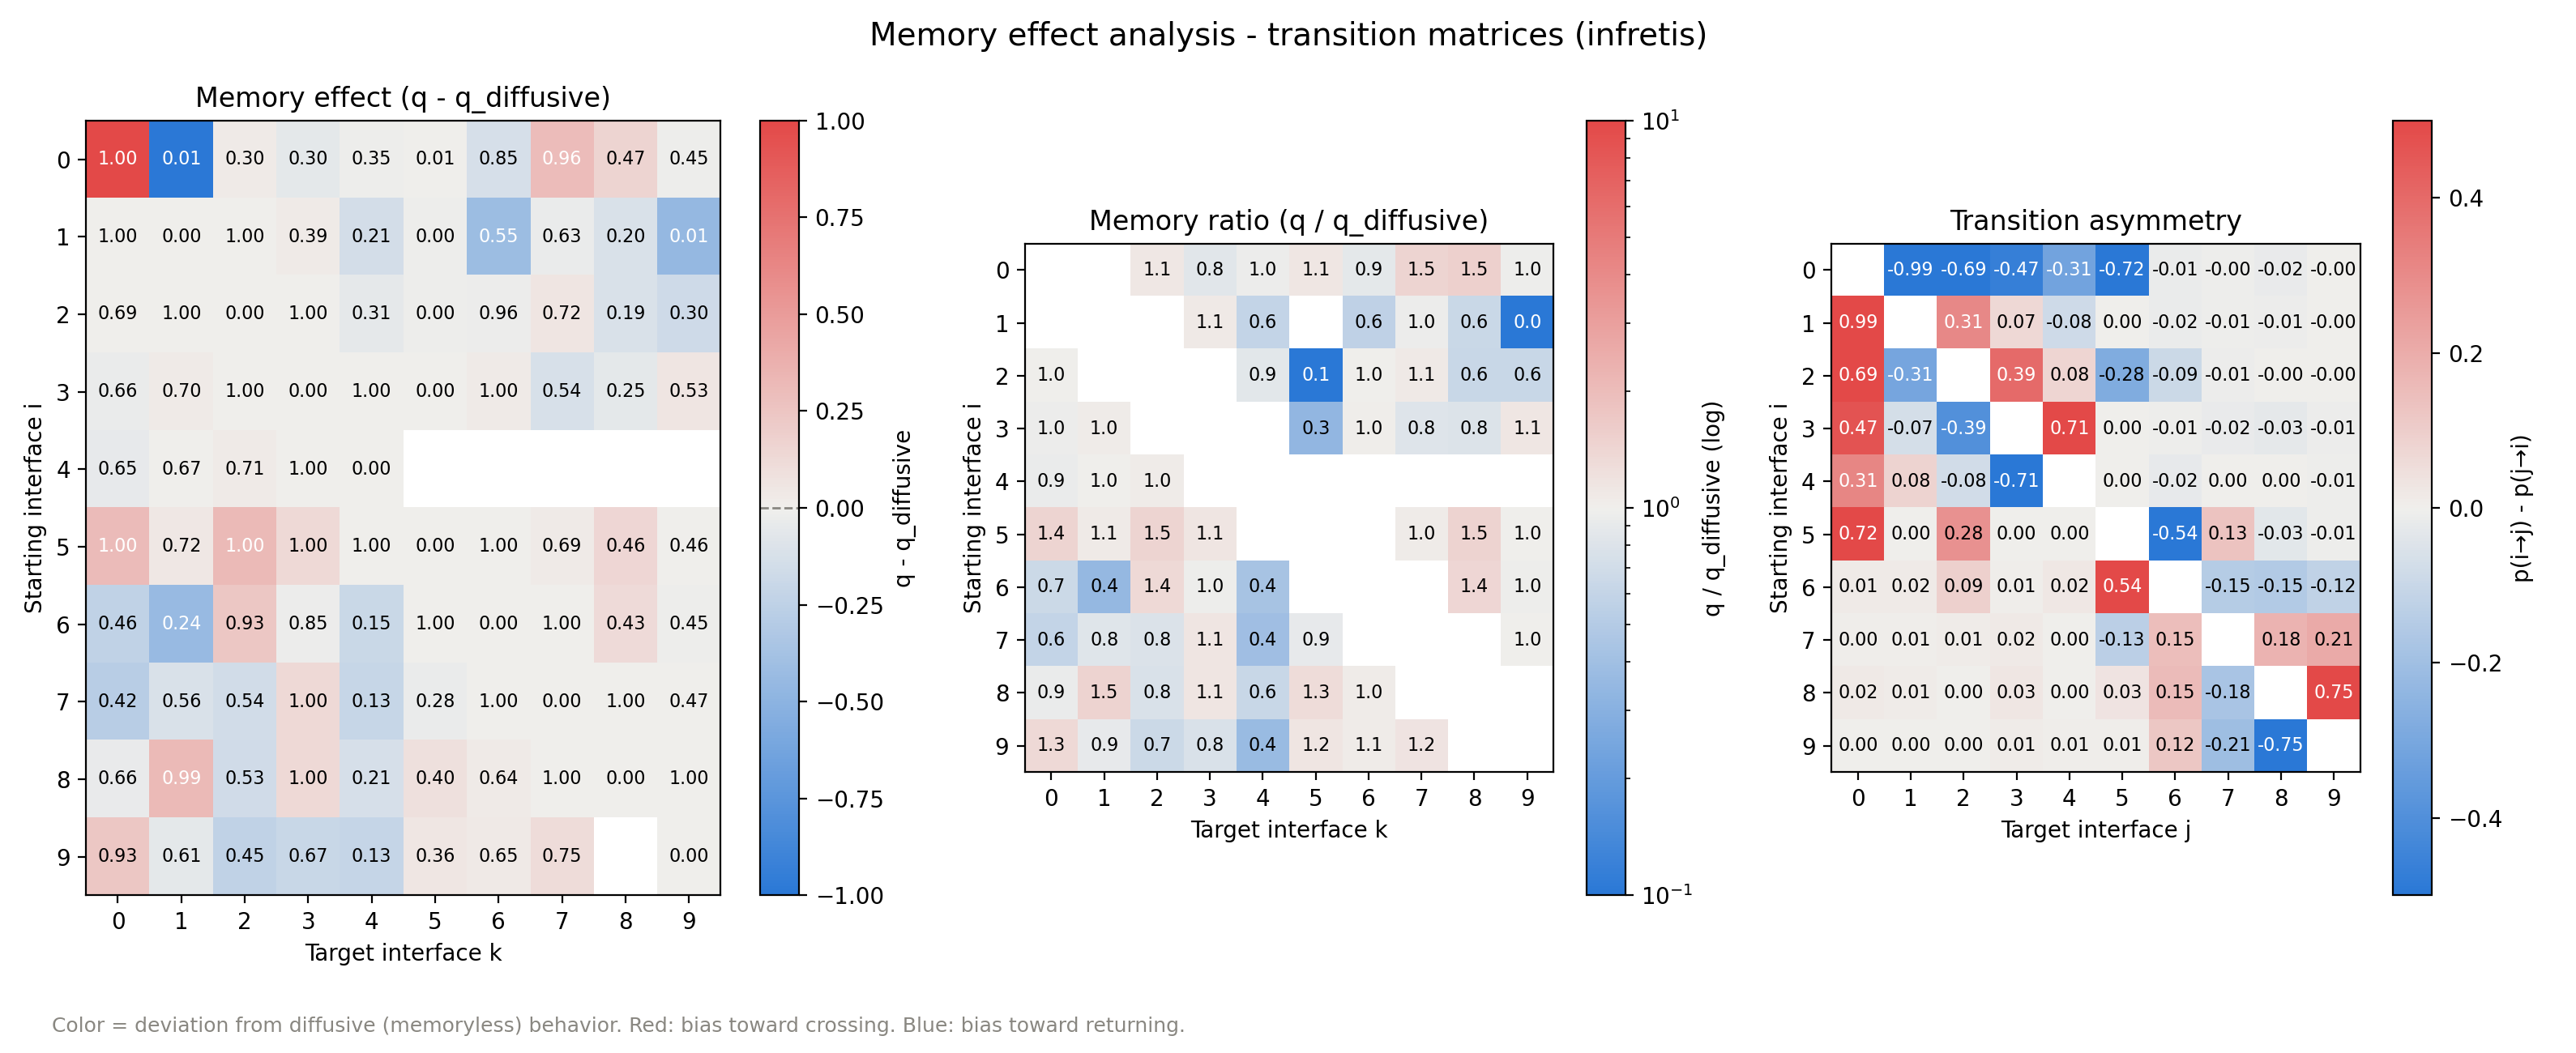 Memory effect analysis - transition matrices (infretis)
Memory effect (q - q_diffusive)
0 1.00 0.01 0.30 0.30 0.35 0.01 0.85 0.96 0.47 0.45
1 1.00 0.00 1.00 0.39 0.21 0.00 0.55 0.63 0.20 0.01
2 0.69 1.00 0.00 1.00 0.31 0.00 0.96 0.72 0.19 0.30
3 0.66 0.70 1.00 0.00 1.00 0.00 1.00 0.54 0.25 0.53
4 0.65 0.67 0.71 1.00 0.00
5 1.00 0.72 1.00 1.00 1.00 0.00 1.00 0.69 0.46 0.46
6 0.46 0.24 0.93 0.85 0.15 1.00 0.00 1.00 0.43 0.45
7 0.42 0.56 0.54 1.00 0.13 0.28 1.00 0.00 1.00 0.47
8 0.66 0.99 0.53 1.00 0.21 0.40 0.64 1.00 0.00 1.00
9 0.93 0.61 0.45 0.67 0.13 0.36 0.65 0.75 0.00
0 1 2 3 4 5 6 7 8 9
Target interface k
Starting interface i
1.00
0.75
0.50
0.25
0.00
−0.25
−0.50
−0.75
−1.00
q - q_diffusive
Memory ratio (q / q_diffusive)
0 1.1 0.8 1.0 1.1 0.9 1.5 1.5 1.0
1 1.1 0.6 0.6 1.0 0.6 0.0
2 1.0 0.9 0.1 1.0 1.1 0.6 0.6
3 1.0 1.0 0.3 1.0 0.8 0.8 1.1
4 0.9 1.0 1.0
5 1.4 1.1 1.5 1.1 1.0 1.5 1.0
6 0.7 0.4 1.4 1.0 0.4 1.4 1.0
7 0.6 0.8 0.8 1.1 0.4 0.9 1.0
8 0.9 1.5 0.8 1.1 0.6 1.3 1.0
9 1.3 0.9 0.7 0.8 0.4 1.2 1.1 1.2
0 1 2 3 4 5 6 7 8 9
Target interface k
Starting interface i
10¹
10⁰
10⁻¹
q / q_diffusive (log)
Transition asymmetry
0 -0.99 -0.69 -0.47 -0.31 -0.72 -0.01 -0.00 -0.02 -0.00
1 0.99 0.31 0.07 -0.08 0.00 -0.02 -0.01 -0.01 -0.00
2 0.69 -0.31 0.39 0.08 -0.28 -0.09 -0.01 -0.00 -0.00
3 0.47 -0.07 -0.39 0.71 0.00 -0.01 -0.02 -0.03 -0.01
4 0.31 0.08 -0.08 -0.71 0.00 -0.02 0.00 0.00 -0.01
5 0.72 0.00 0.28 0.00 0.00 -0.54 0.13 -0.03 -0.01
6 0.01 0.02 0.09 0.01 0.02 0.54 -0.15 -0.15 -0.12
7 0.00 0.01 0.01 0.02 0.00 -0.13 0.15 0.18 0.21
8 0.02 0.01 0.00 0.03 0.00 0.03 0.15 -0.18 0.75
9 0.00 0.00 0.00 0.01 0.01 0.01 0.12 -0.21 -0.75
0 1 2 3 4 5 6 7 8 9
Target interface j
Starting interface i
0.4
0.2
0.0
−0.2
−0.4
p(i→j) - p(j→i)
Color = deviation from diffusive (memoryless) behavior. Red: bias toward crossing. Blue: bias toward returning.